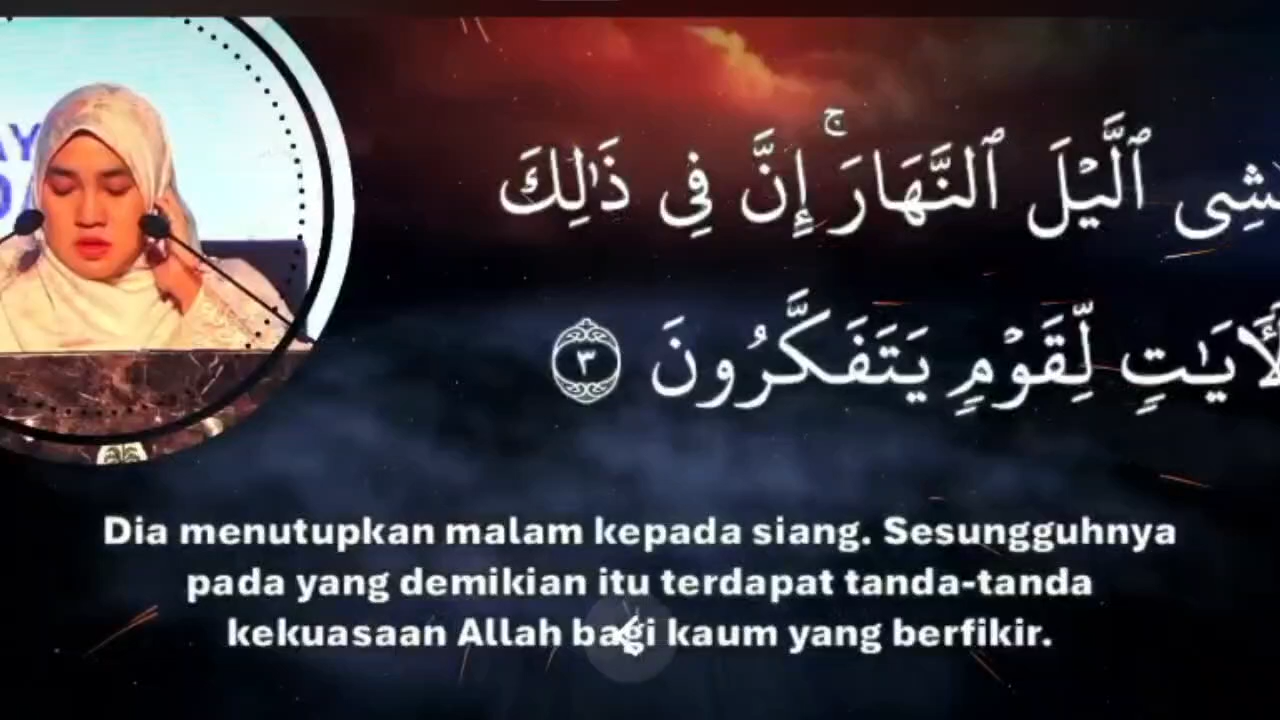 ٱلَّيْلَ ٱلنَّهَارَ ۚ إِنَّ فِى ذَٰلِكَ
لَـَٔايَـٰتٍ لِّقَوْمٍ يَتَفَكَّرُونَ ٣
Dia menutupkan malam kepada siang. Sesungguhnya
pada yang demikian itu terdapat tanda-tanda
kekuasaan Allah bagi kaum yang berfikir.